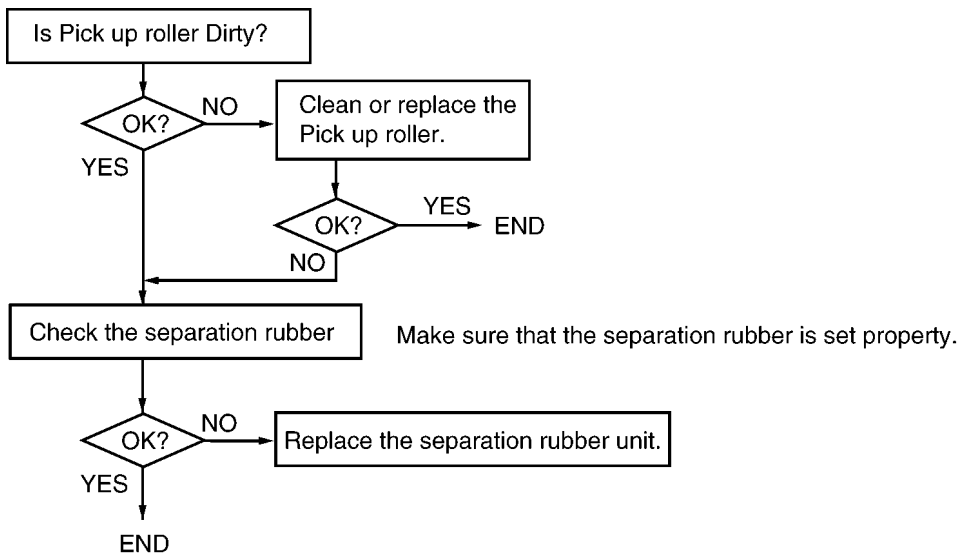 Is Pick up roller Dirty?
OK?
NO
YES
Clean or replace the
Pick up roller.
OK?
YES
END
NO
Check the separation rubber
Make sure that the separation rubber is set property.
OK?
NO
Replace the separation rubber unit.
YES
END